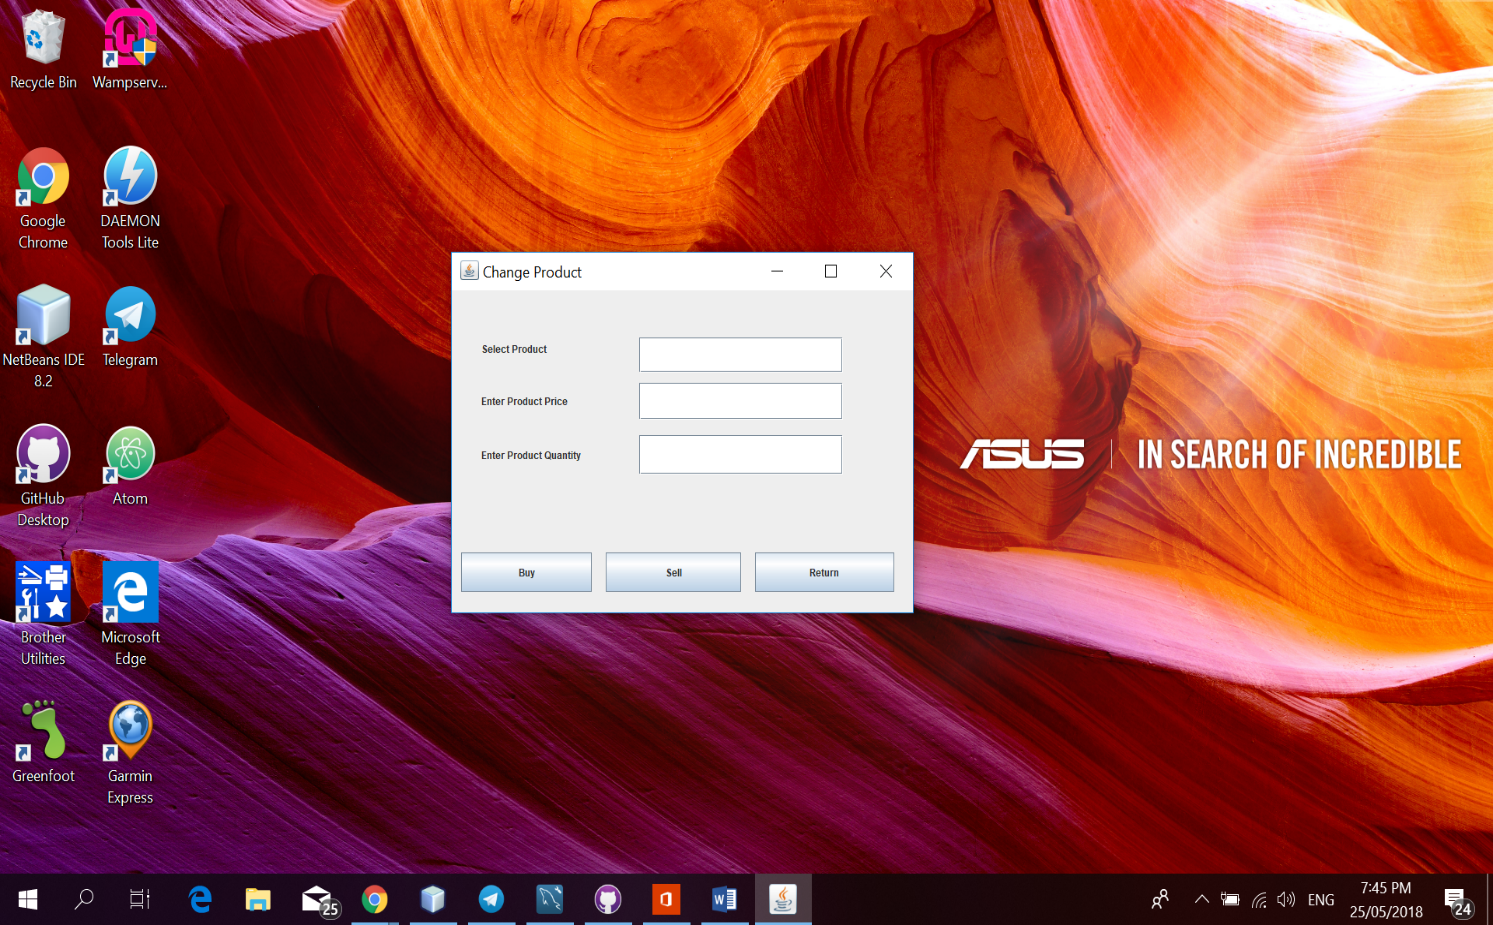 Recycle Bin
Wampserv...
Google
Chrome
DAEMON
Tools Lite
NetBeans IDE
8.2
Telegram
GitHub
Desktop
Atom
Brother
Utilities
Microsoft
Edge
Greenfoot
Garmin
Express
Change Product
Select Product
Enter Product Price
Enter Product Quantity
Buy
Sell
Return
ASUS
IN SEARCH OF INCREDIBLE
25
ENG
7:45 PM
25/05/2018
24